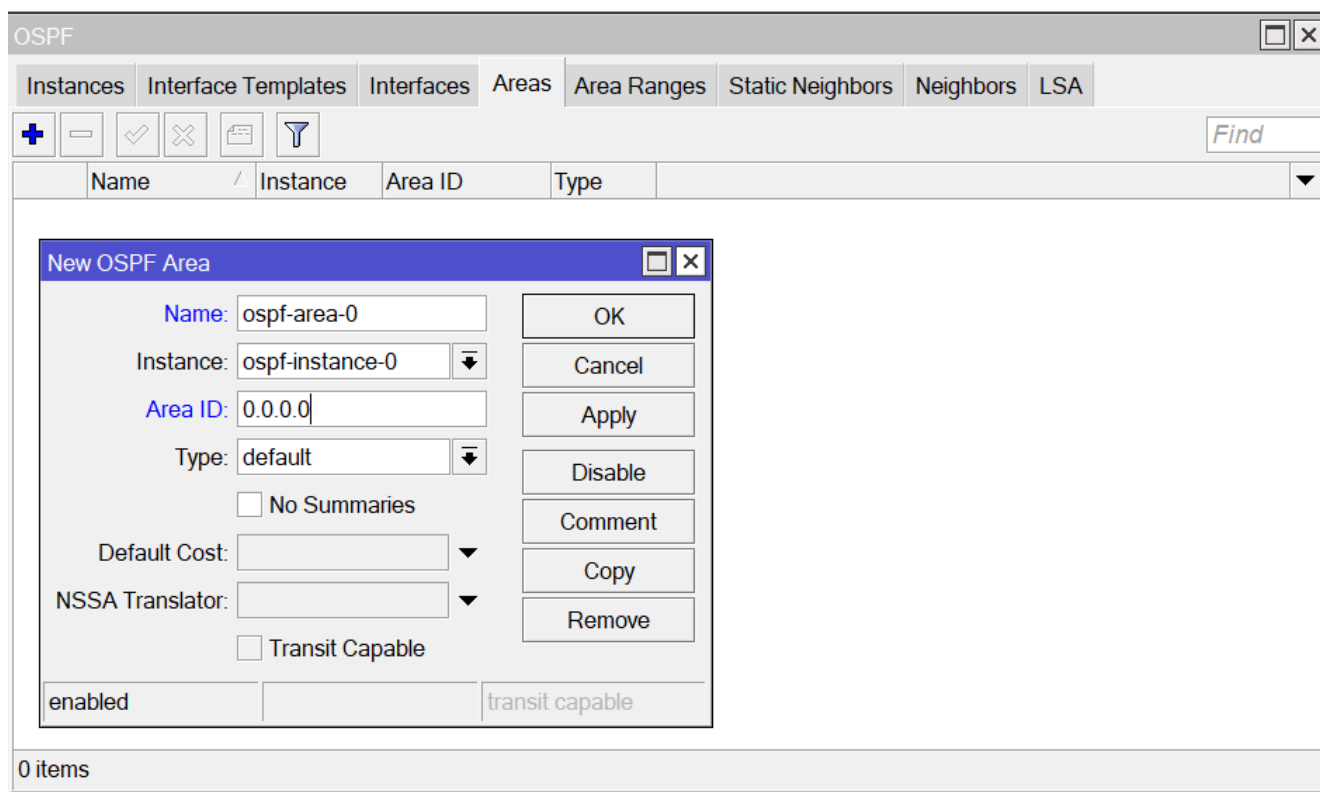 OSPF
Instances Interface Templates Interfaces Areas Area Ranges Static Neighbors Neighbors LSA
Find
Name Instance Area ID Type
New OSPF Area
Name: ospf-area-0 OK
Instance: ospf-instance-0 Cancel
Area ID: 0.0.0.0 Apply
Type: default Disable
No Summaries Comment
Default Cost: Copy
NSSA Translator: Remove
Transit Capable
enabled transit capable
0 items